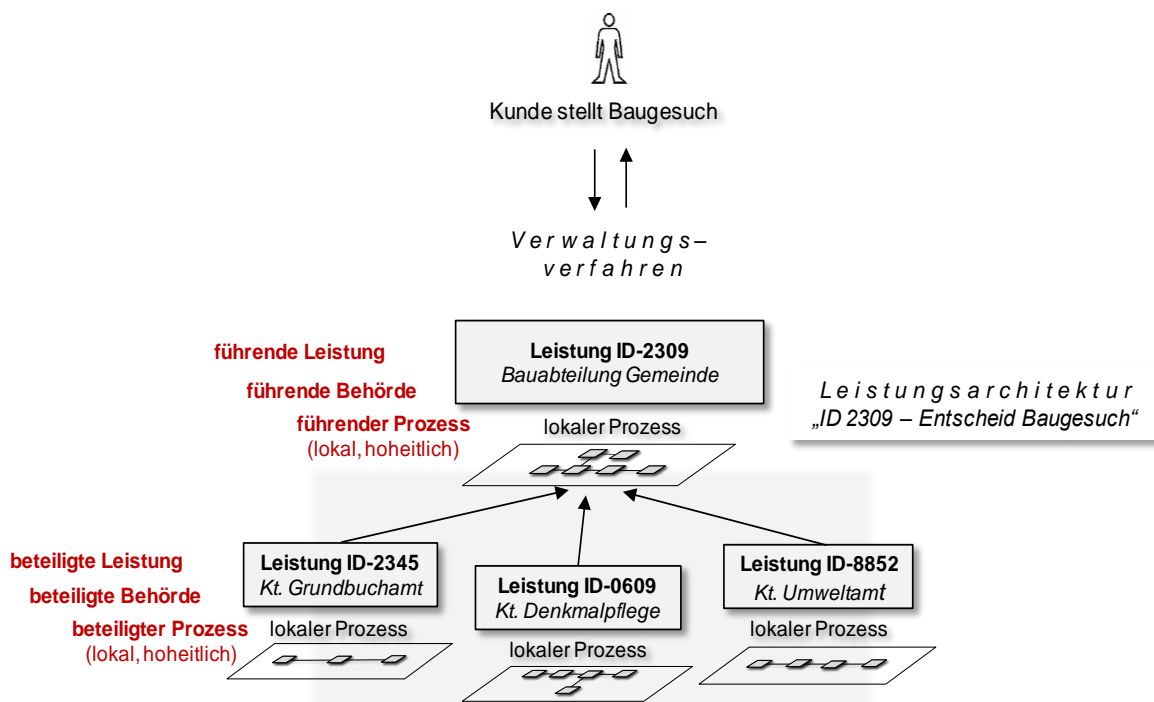 Kunde stellt Baugesuch
Verwaltungs–
verfahren
führende Leistung
führende Behörde
führender Prozess
(lokal, hoheitlich)
Leistung ID-2309
Bauabteilung Gemeinde
lokaler Prozess
Leistungsarchitektur
„ID 2309 – Entscheid Baugesuch“
beteiligte Leistung
beteiligte Behörde
beteiligter Prozess
(lokal, hoheitlich)
Leistung ID-2345
Kt. Grundbuchamt
lokaler Prozess
Leistung ID-0609
Kt. Denkmalpflege
lokaler Prozess
Leistung ID-8852
Kt. Umweltamt
lokaler Prozess